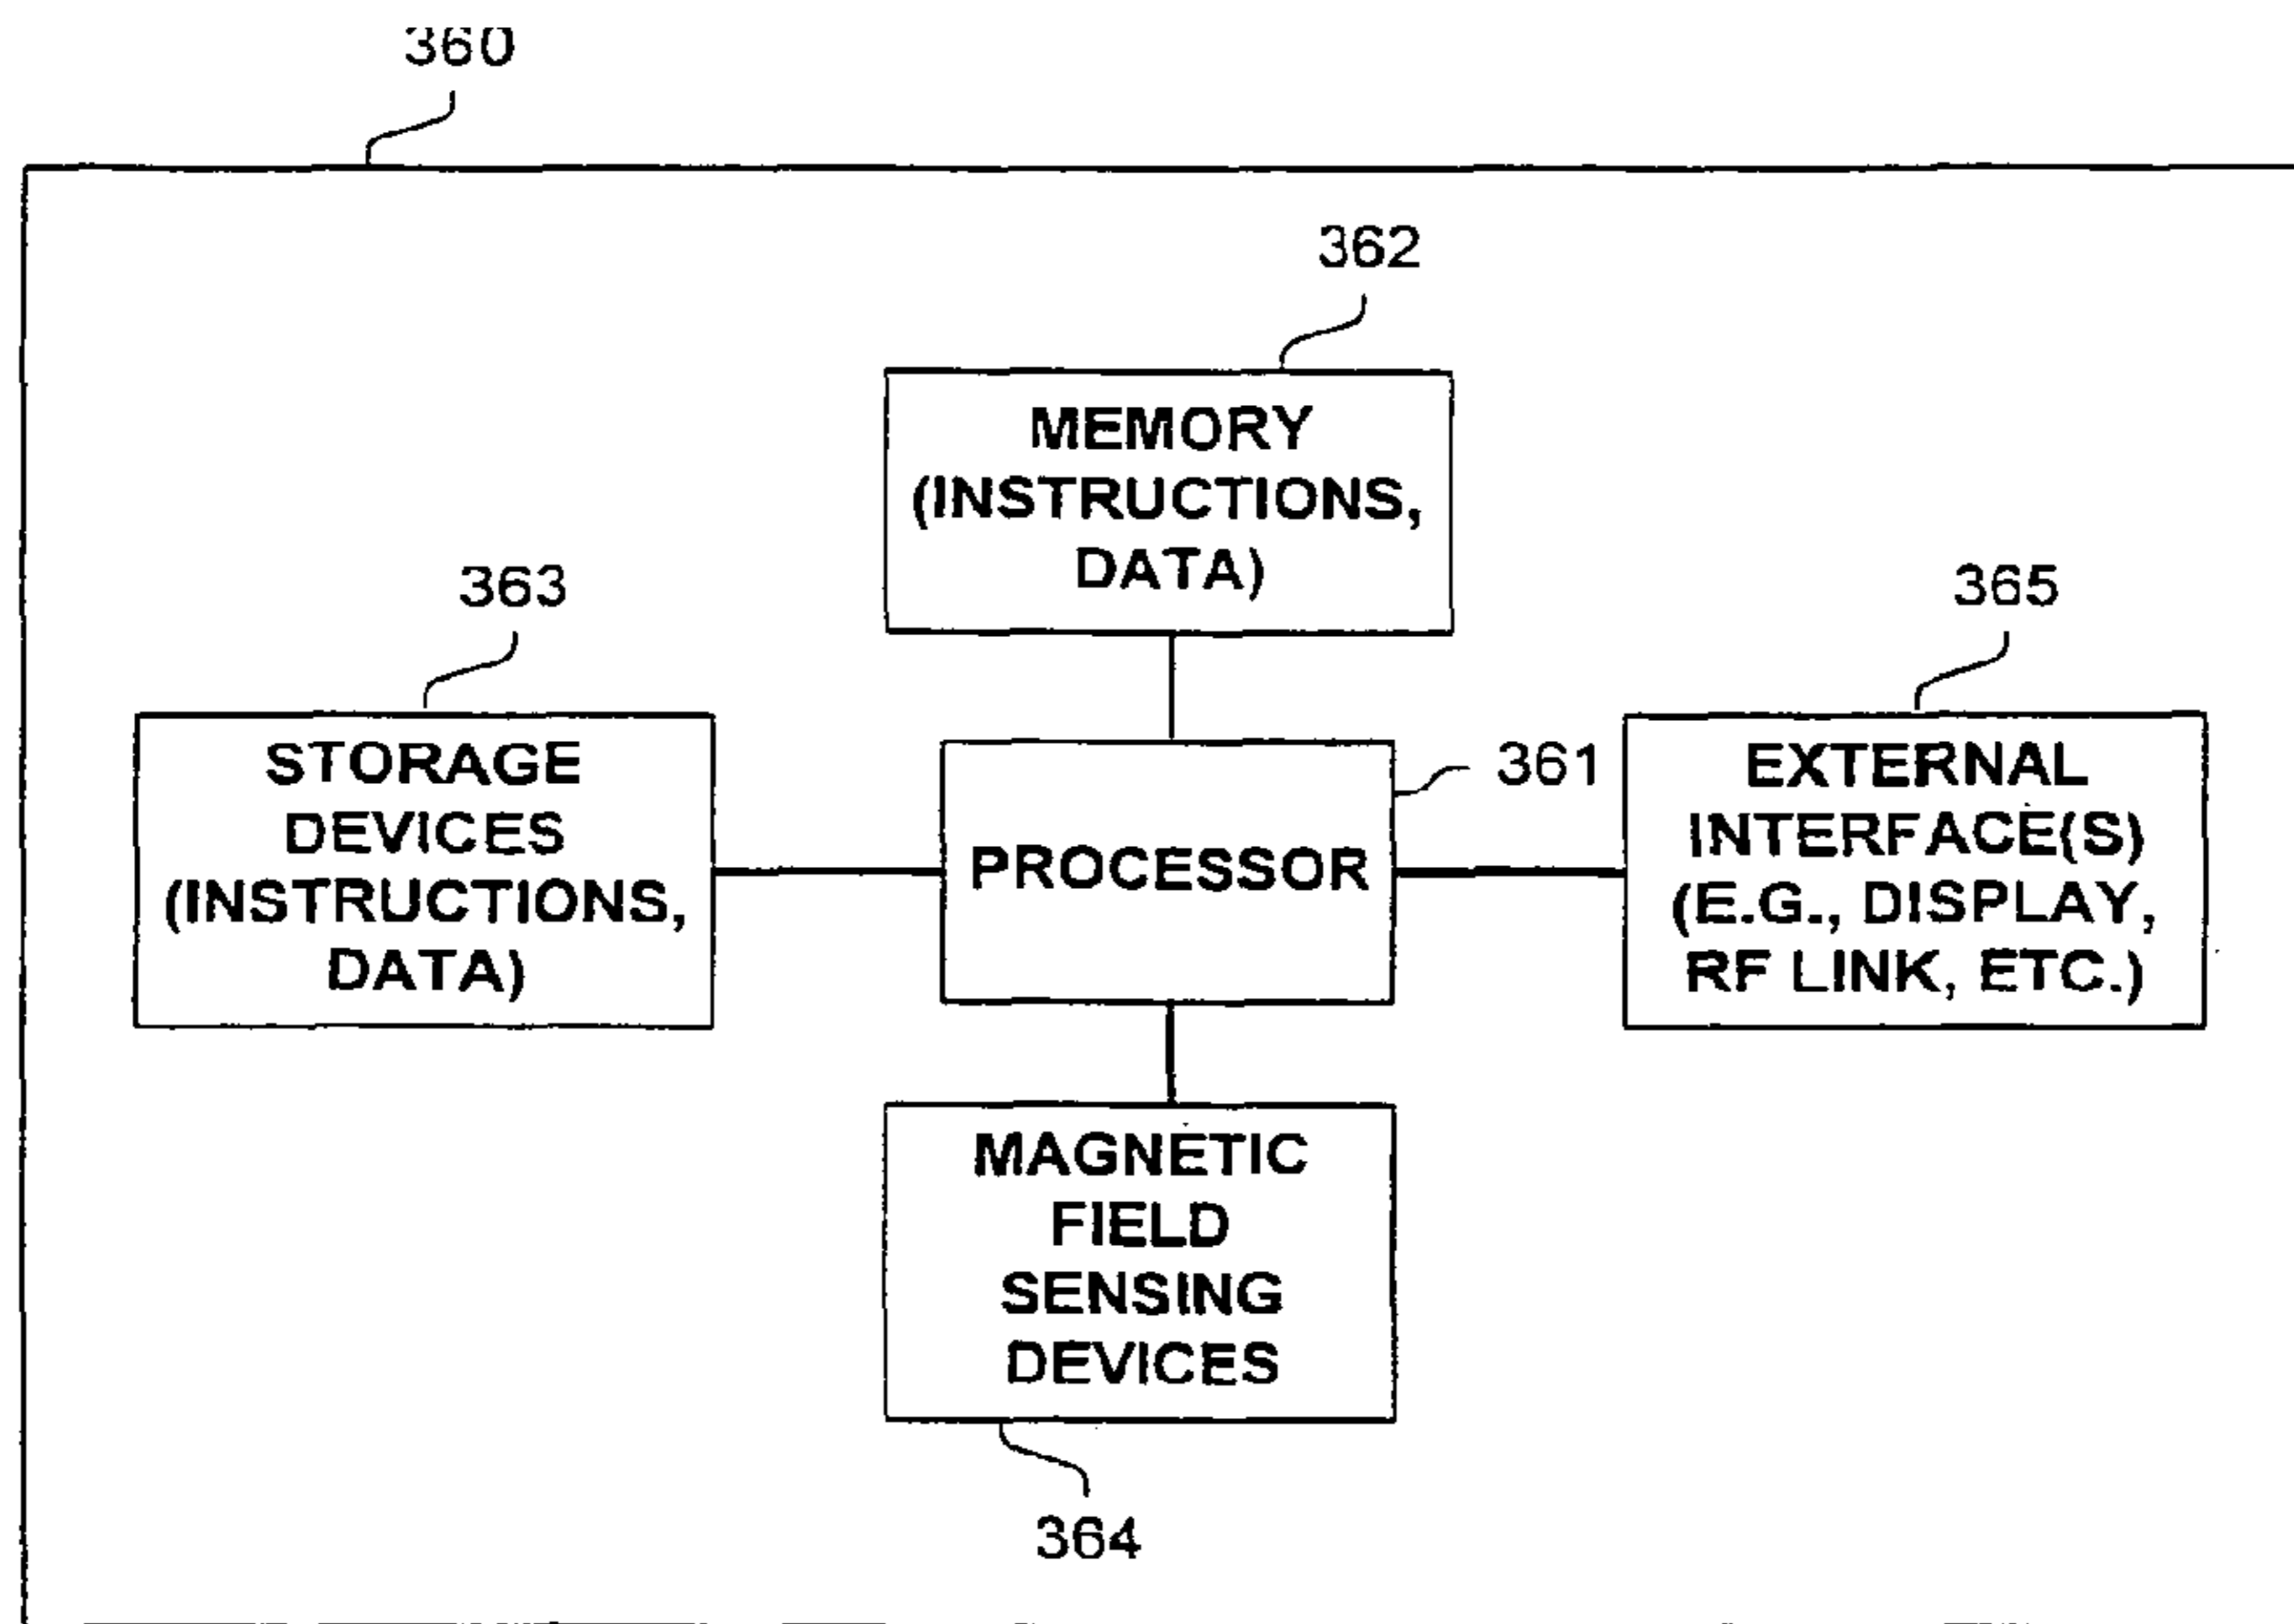 360
362
MEMORY
(INSTRUCTIONS,
DATA)
363
STORAGE
DEVICES
(INSTRUCTIONS,
DATA)
361
PROCESSOR
365
EXTERNAL
INTERFACE(S)
(E.G., DISPLAY,
RF LINK, ETC.)
MAGNETIC
FIELD
SENSING
DEVICES
364